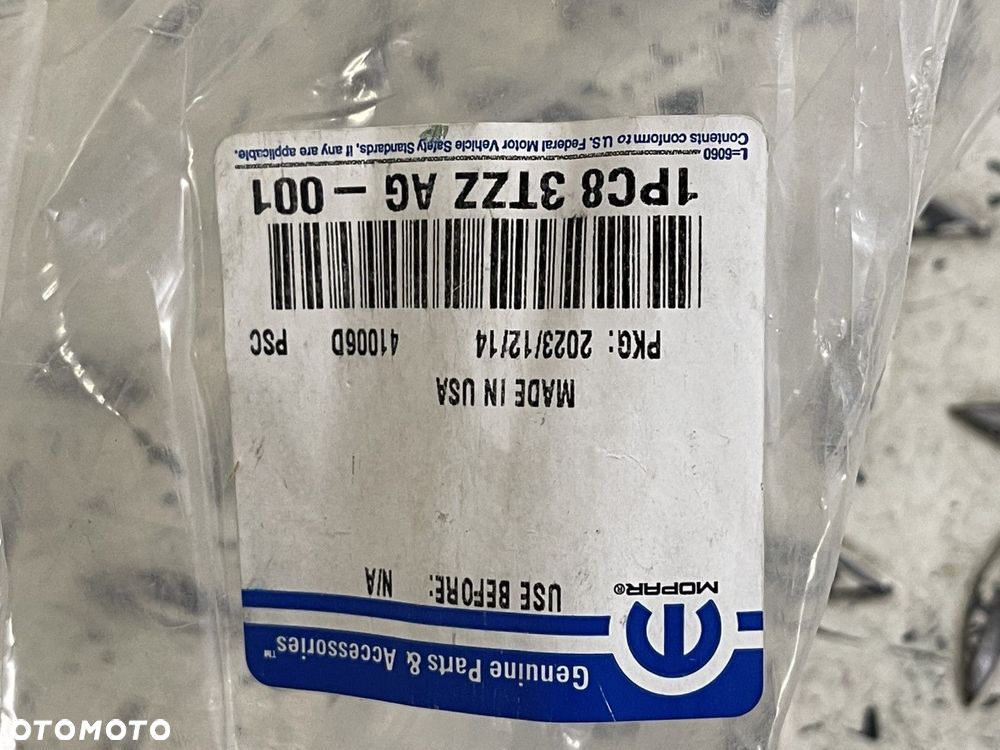 Genuine Parts & Accessories™
MOPAR®
USE BEFORE: N/A
MADE IN USA
PKG: 2023/12/14 41006D PSC
1PC8 3TZZ AG - 001
L=6060
Contents conform to U.S. Federal Motor Vehicle Safety Standards, if any are applicable.
OTOMOTO